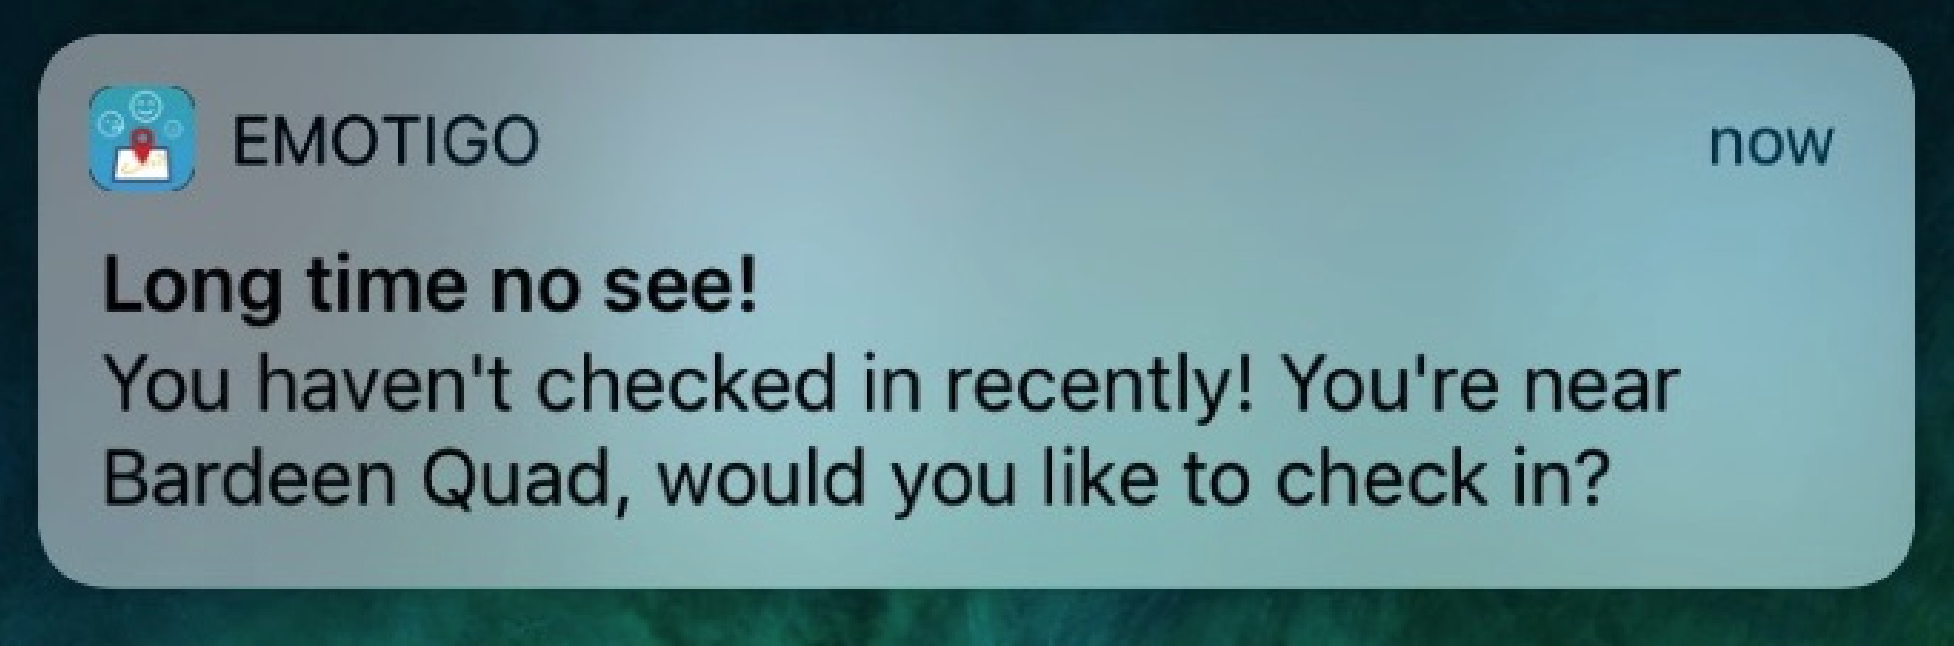 EMOTIGO
now
Long time no see!
You haven't checked in recently! You're near
Bardeen Quad, would you like to check in?